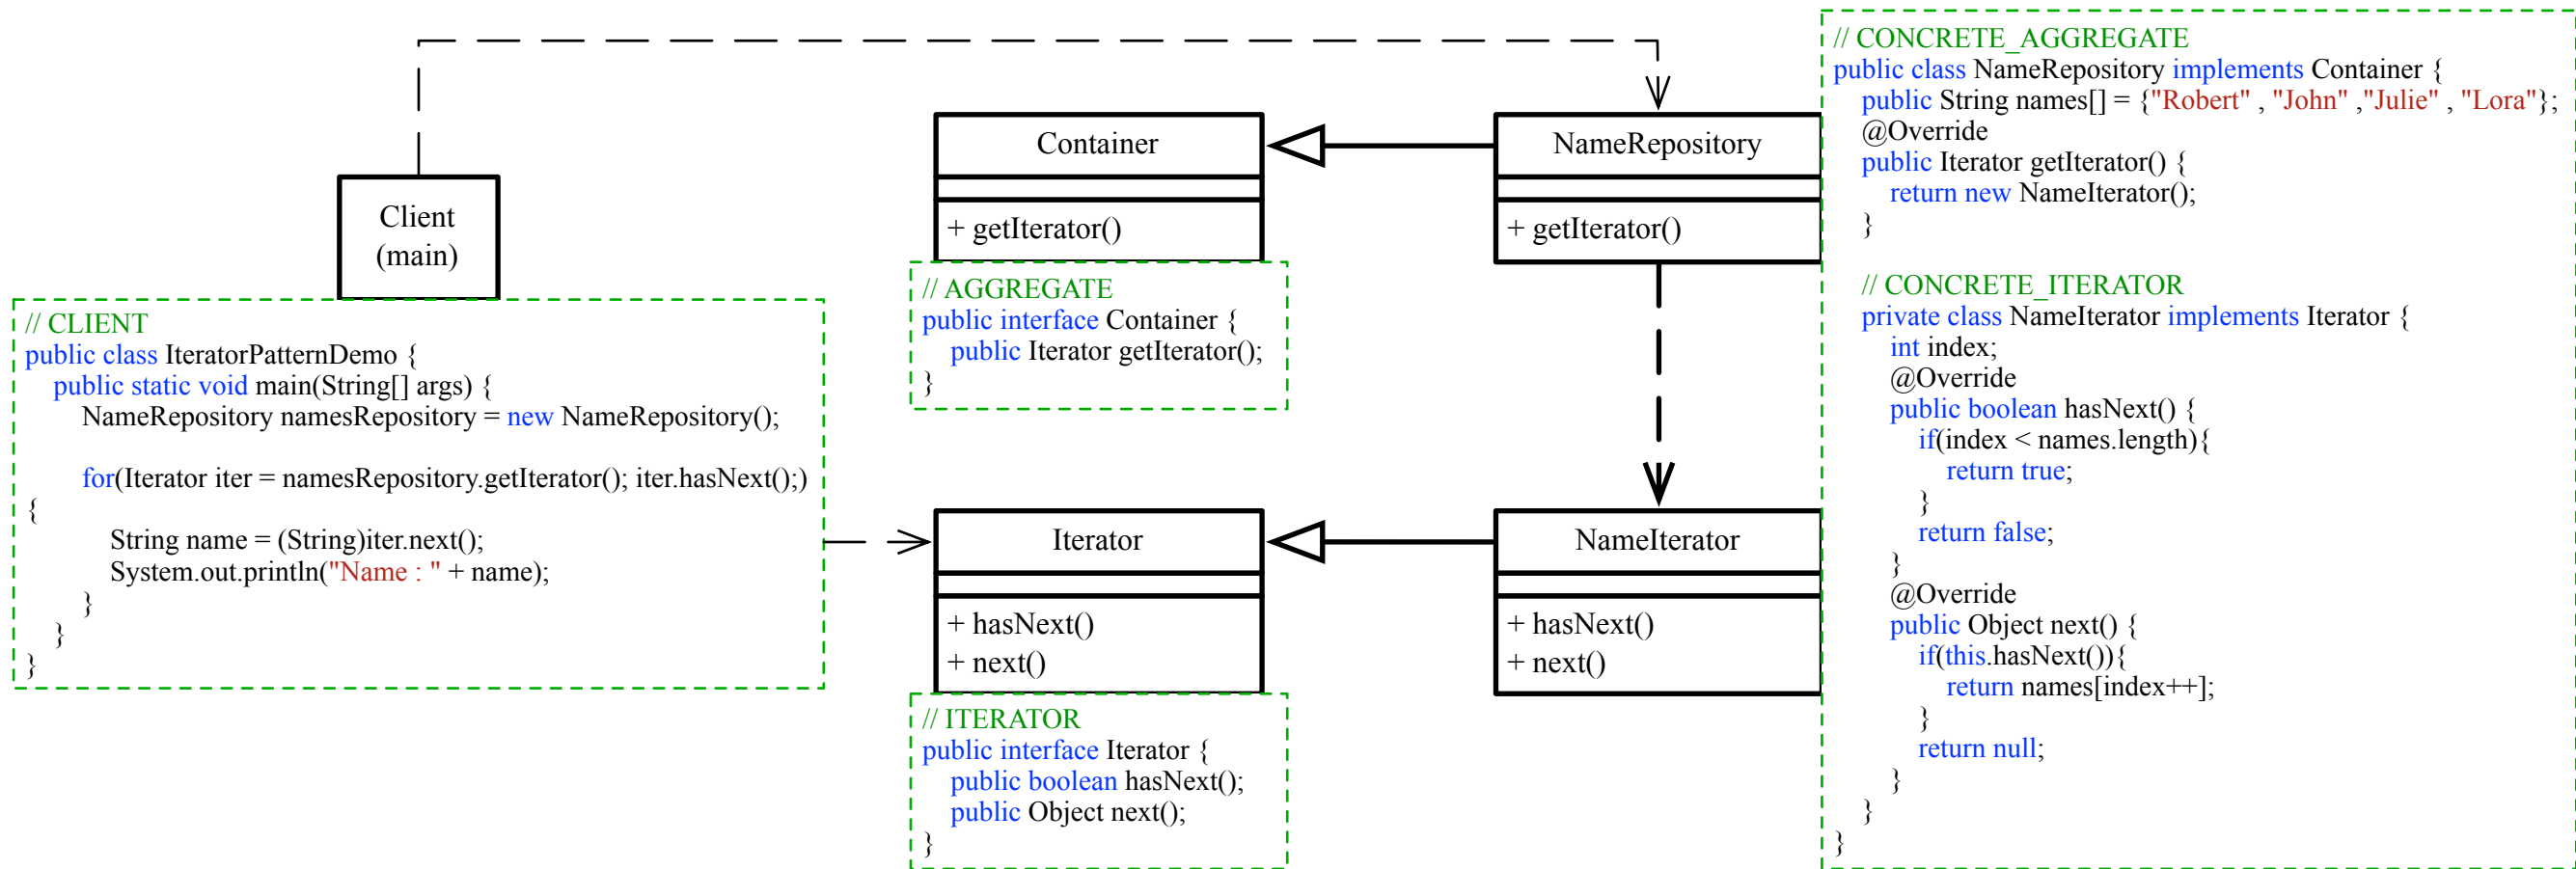 Client
(main)
// CLIENT
public class IteratorPatternDemo {
public static void main(String[] args) {
NameRepository namesRepository = new NameRepository();
for(Iterator iter = namesRepository.getIterator(); iter.hasNext();)
{
String name = (String)iter.next();
System.out.println("Name : " + name);
}
}
}
Container
+ getIterator()
// AGGREGATE
public interface Container {
public Iterator getIterator();
}
Iterator
+ hasNext()
+ next()
// ITERATOR
public interface Iterator {
public boolean hasNext();
public Object next();
}
NameRepository
+ getIterator()
NameIterator
+ hasNext()
+ next()
// CONCRETE_AGGREGATE
public class NameRepository implements Container {
public String names[] = {"Robert" , "John" ,"Julie" , "Lora"};
@Override
public Iterator getIterator() {
return new NameIterator();
}
// CONCRETE_ITERATOR
private class NameIterator implements Iterator {
int index;
@Override
public boolean hasNext() {
if(index < names.length){
return true;
}
return false;
}
@Override
public Object next() {
if(this.hasNext()){
return names[index++];
}
return null;
}
}
}